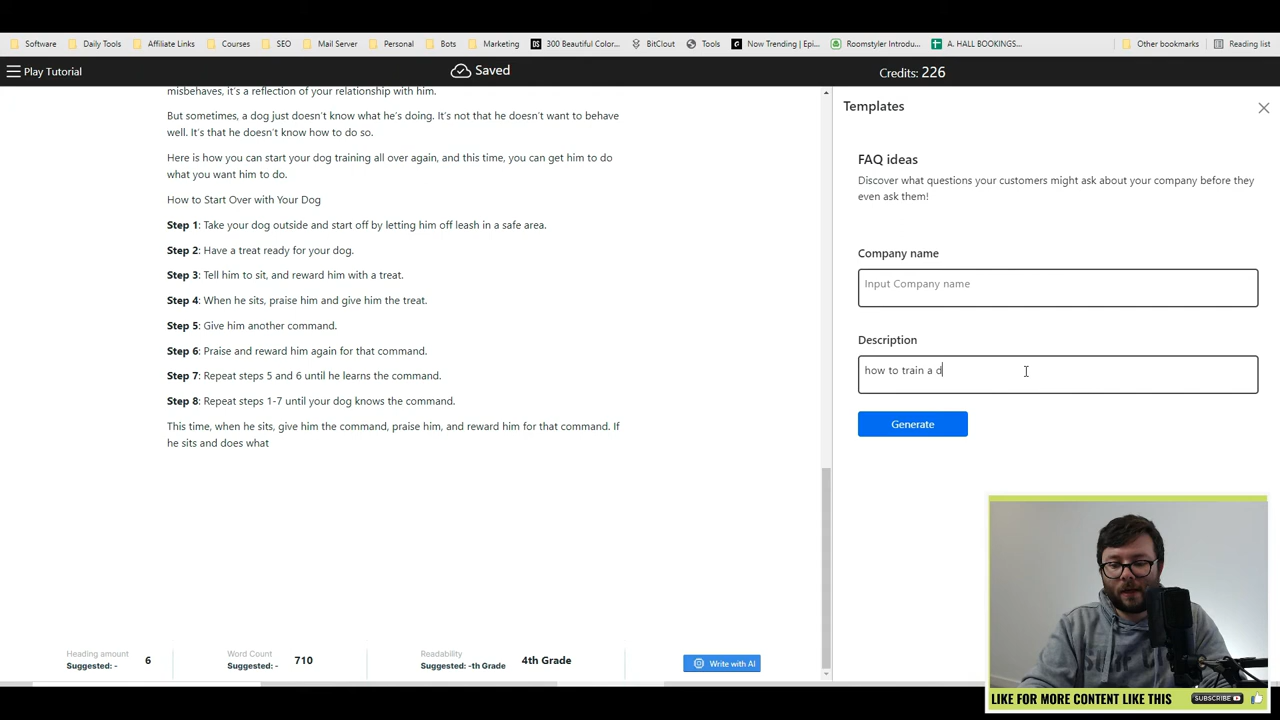 Software Daily Tools Affiliate Links Courses SEO Mail Server Personal Bots Marketing DS 300 Beautiful Color... BitClout Tools Now Trending | Epi... Roomstyler Introdu... A. HALL BOOKINGS... Other bookmarks Reading list
Play Tutorial Saved Credits: 226
misbehaves, it's a reflection of your relationship with him.
But sometimes, a dog just doesn't know what he's doing. It's not that he doesn't want to behave
well. It's that he doesn't know how to do so.
Here is how you can start your dog training all over again, and this time, you can get him to do
what you want him to do.
How to Start Over with Your Dog
Step 1: Take your dog outside and start off by letting him off leash in a safe area.
Step 2: Have a treat ready for your dog.
Step 3: Tell him to sit, and reward him with a treat.
Step 4: When he sits, praise him and give him the treat.
Step 5: Give him another command.
Step 6: Praise and reward him again for that command.
Step 7: Repeat steps 5 and 6 until he learns the command.
Step 8: Repeat steps 1-7 until your dog knows the command.
This time, when he sits, give him the command, praise him, and reward him for that command. If
he sits and does what
Templates
FAQ ideas
Discover what questions your customers might ask about your company before they
even ask them!
Company name
Input Company name
Description
how to train a d
Generate
Heading amount
Suggested: - 6
Word Count
Suggested: - 710
Readability
Suggested: -th Grade 4th Grade
Write with AI
LIKE FOR MORE CONTENT LIKE THIS SUBSCRIBE